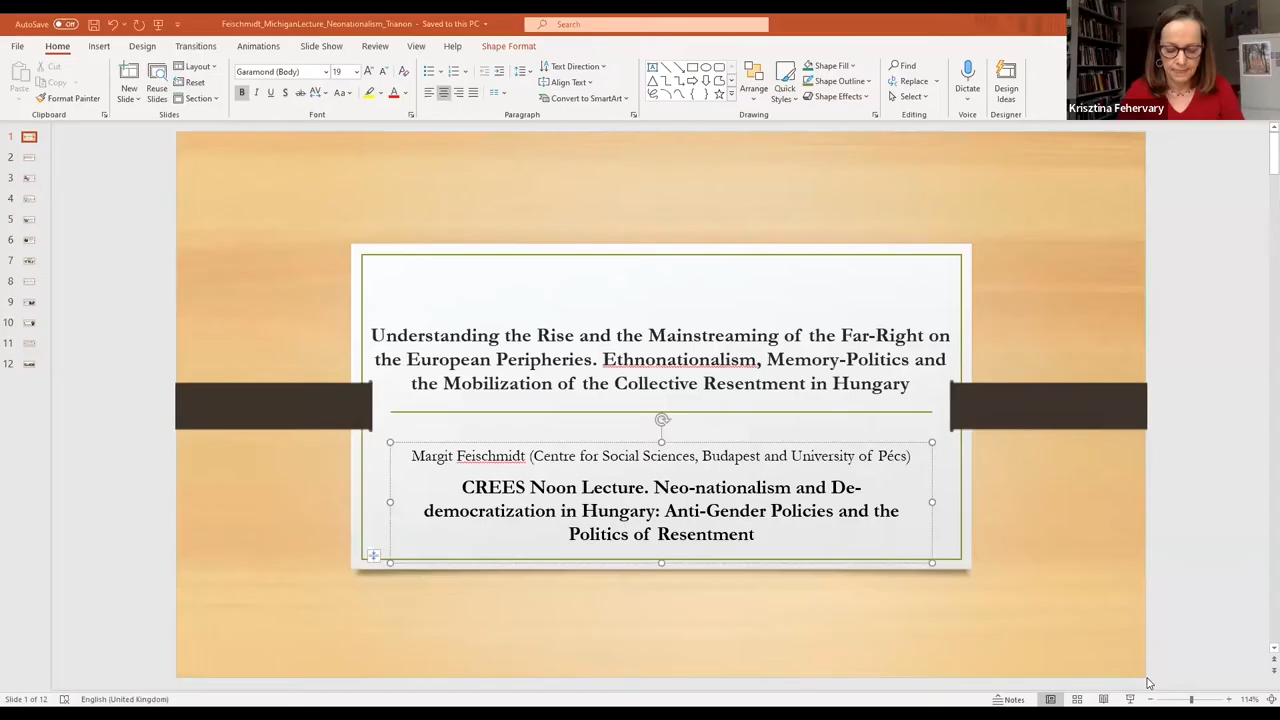 AutoSave Off Feischmidt_MichiganLecture_Neonationalism_Trianon - Saved to this PC Search
File Home Insert Design Transitions Animations Slide Show Review View Help Shape Format
Paste Cut Copy Format Painter Clipboard
New Slide Reuse Slides Layout Reset Section Slides
Garamond (Body) 19 Font
Text Direction Align Text Convert to SmartArt Paragraph
Arrange Quick Styles Shape Fill Shape Outline Shape Effects Drawing
Find Replace Select Editing
Dictate Voice
Design Ideas Designer
Krisztina Fehervary
1
2
3
4
5
6
7
8
9
10
11
12
Understanding the Rise and the Mainstreaming of the Far-Right on
the European Peripheries. Ethnonationalism, Memory-Politics and
the Mobilization of the Collective Resentment in Hungary
Margit Feischmidt (Centre for Social Sciences, Budapest and University of Pécs)
CREES Noon Lecture. Neo-nationalism and De-
democratization in Hungary: Anti-Gender Policies and the
Politics of Resentment
Slide 1 of 12 English (United Kingdom) Notes 114%